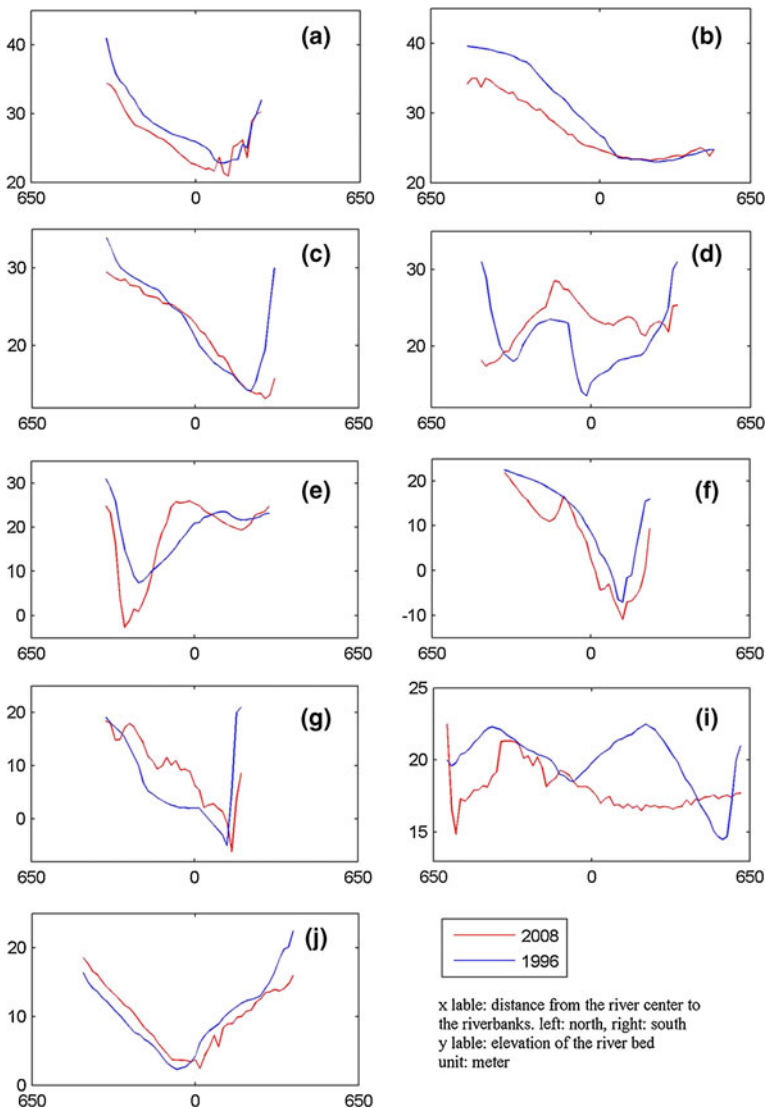 (a)
40
30
20
650 0 650
(b)
40
30
20
650 0 650
(c)
30
20
650 0 650
(d)
30
20
650 0 650
(e)
30
20
10
0
650 0 650
(f)
20
10
0
-10
650 0 650
(g)
20
10
0
650 0 650
(i)
25
20
15
650 0 650
(j)
20
10
0
650 0 650
2008
1996
x lable: distance from the river center to
the riverbanks. left: north, right: south
y lable: elevation of the river bed
unit: meter